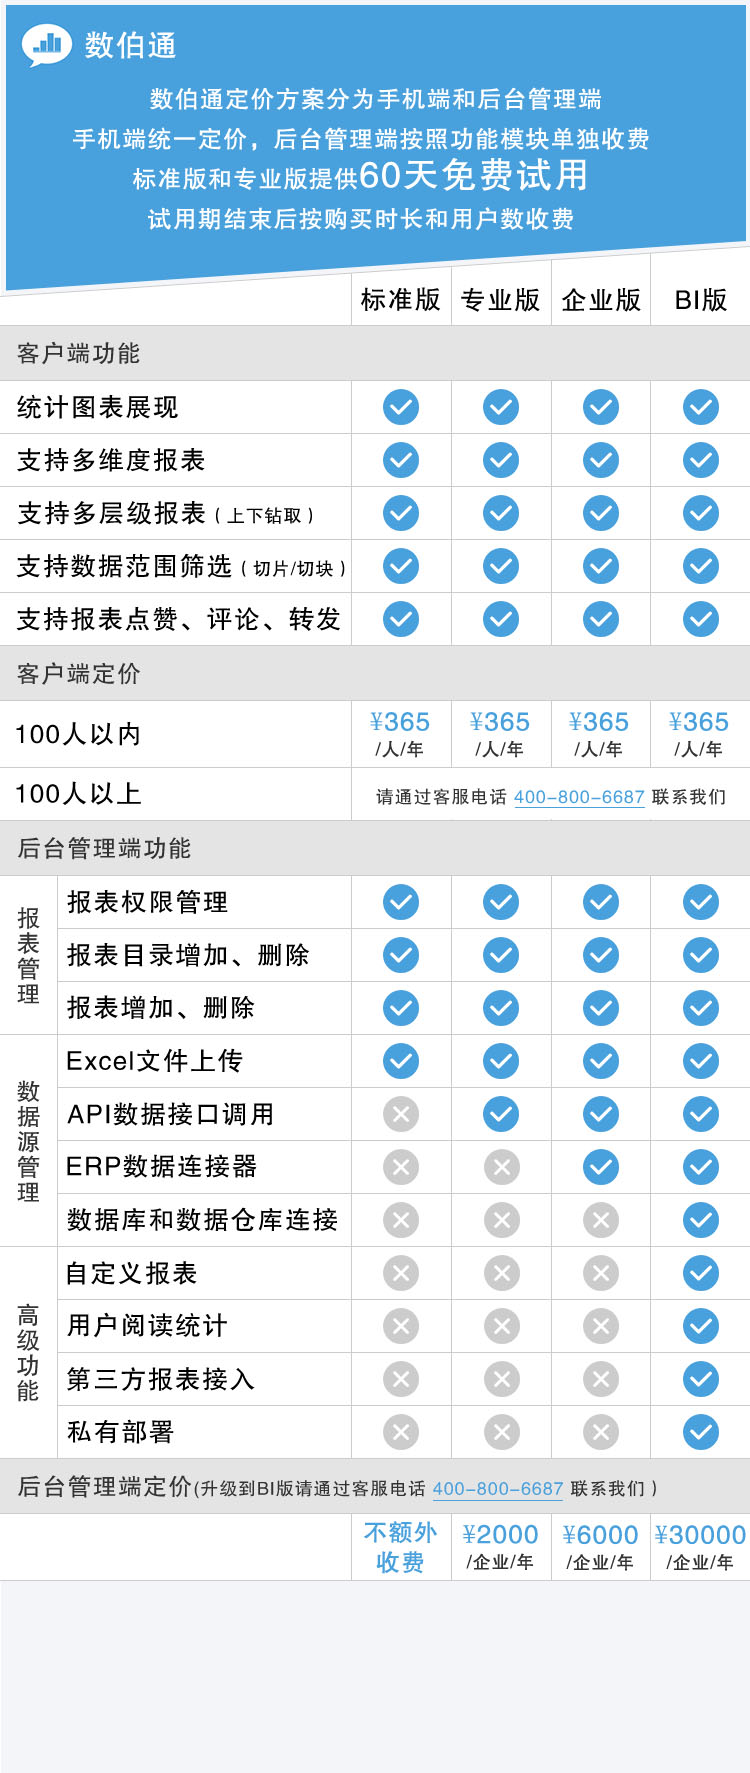 数伯通
数伯通定价方案分为手机端和后台管理端
手机端统一定价，后台管理端按照功能模块单独收费
标准版和专业版提供60天免费试用
试用期结束后按购买时长和用户数收费
标准版 专业版 企业版 BI版
客户端功能
统计图表展现
支持多维度报表
支持多层级报表（上下钻取）
支持数据范围筛选（切片/切块）
支持报表点赞、评论、转发
客户端定价
100人以内 ¥365 ¥365 ¥365 ¥365
/人/年 /人/年 /人/年 /人/年
100人以上 请通过客服电话 400-800-6687 联系我们
后台管理端功能
报表管理
报表权限管理
报表目录增加、删除
报表增加、删除
数据源管理
Excel文件上传
API数据接口调用
ERP数据连接器
数据库和数据仓库连接
高级功能
自定义报表
用户阅读统计
第三方报表接入
私有部署
后台管理端定价(升级到BI版请通过客服电话 400-800-6687 联系我们）
不额外 ¥2000 ¥6000 ¥30000
收费 /企业/年 /企业/年 /企业/年